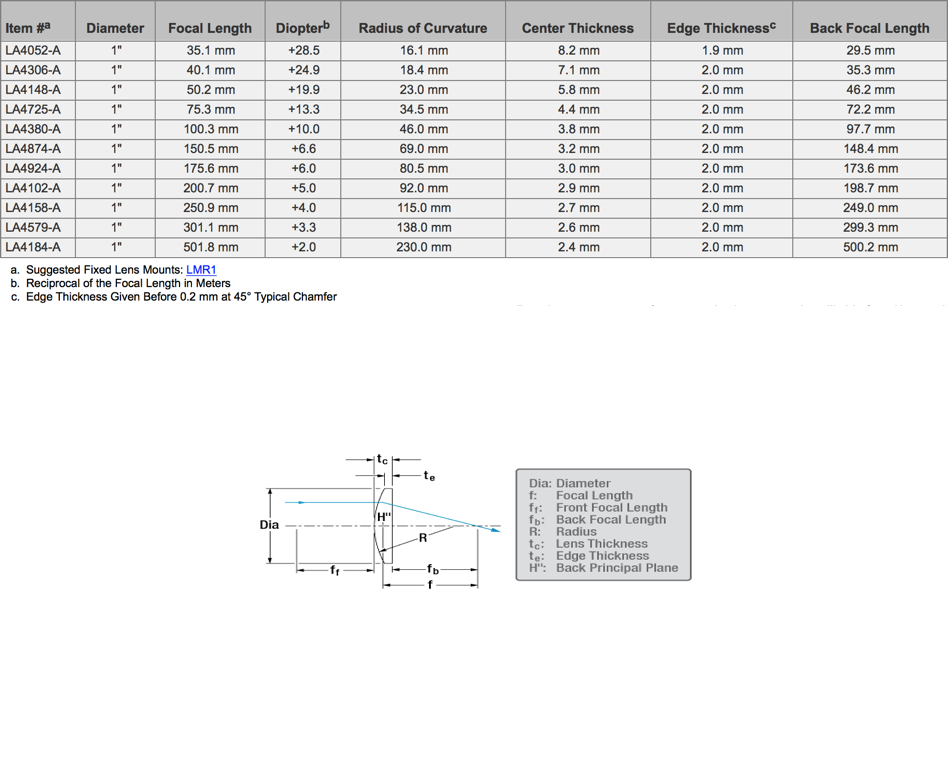 Item #a Diameter Focal Length Diopterb Radius of Curvature Center Thickness Edge Thicknessc Back Focal Length
LA4052-A 1" 35.1 mm +28.5 16.1 mm 8.2 mm 1.9 mm 29.5 mm
LA4306-A 1" 40.1 mm +24.9 18.4 mm 7.1 mm 2.0 mm 35.3 mm
LA4148-A 1" 50.2 mm +19.9 23.0 mm 5.8 mm 2.0 mm 46.2 mm
LA4725-A 1" 75.3 mm +13.3 34.5 mm 4.4 mm 2.0 mm 72.2 mm
LA4380-A 1" 100.3 mm +10.0 46.0 mm 3.8 mm 2.0 mm 97.7 mm
LA4874-A 1" 150.5 mm +6.6 69.0 mm 3.2 mm 2.0 mm 148.4 mm
LA4924-A 1" 175.6 mm +6.0 80.5 mm 3.0 mm 2.0 mm 173.6 mm
LA4102-A 1" 200.7 mm +5.0 92.0 mm 2.9 mm 2.0 mm 198.7 mm
LA4158-A 1" 250.9 mm +4.0 115.0 mm 2.7 mm 2.0 mm 249.0 mm
LA4579-A 1" 301.1 mm +3.3 138.0 mm 2.6 mm 2.0 mm 299.3 mm
LA4184-A 1" 501.8 mm +2.0 230.0 mm 2.4 mm 2.0 mm 500.2 mm
a. Suggested Fixed Lens Mounts: LMR1
b. Reciprocal of the Focal Length in Meters
c. Edge Thickness Given Before 0.2 mm at 45° Typical Chamfer
tc
te
H"
Dia
R
ff
fb
f
Dia: Diameter
f: Focal Length
ff: Front Focal Length
fb: Back Focal Length
R: Radius
tc: Lens Thickness
te: Edge Thickness
H": Back Principal Plane